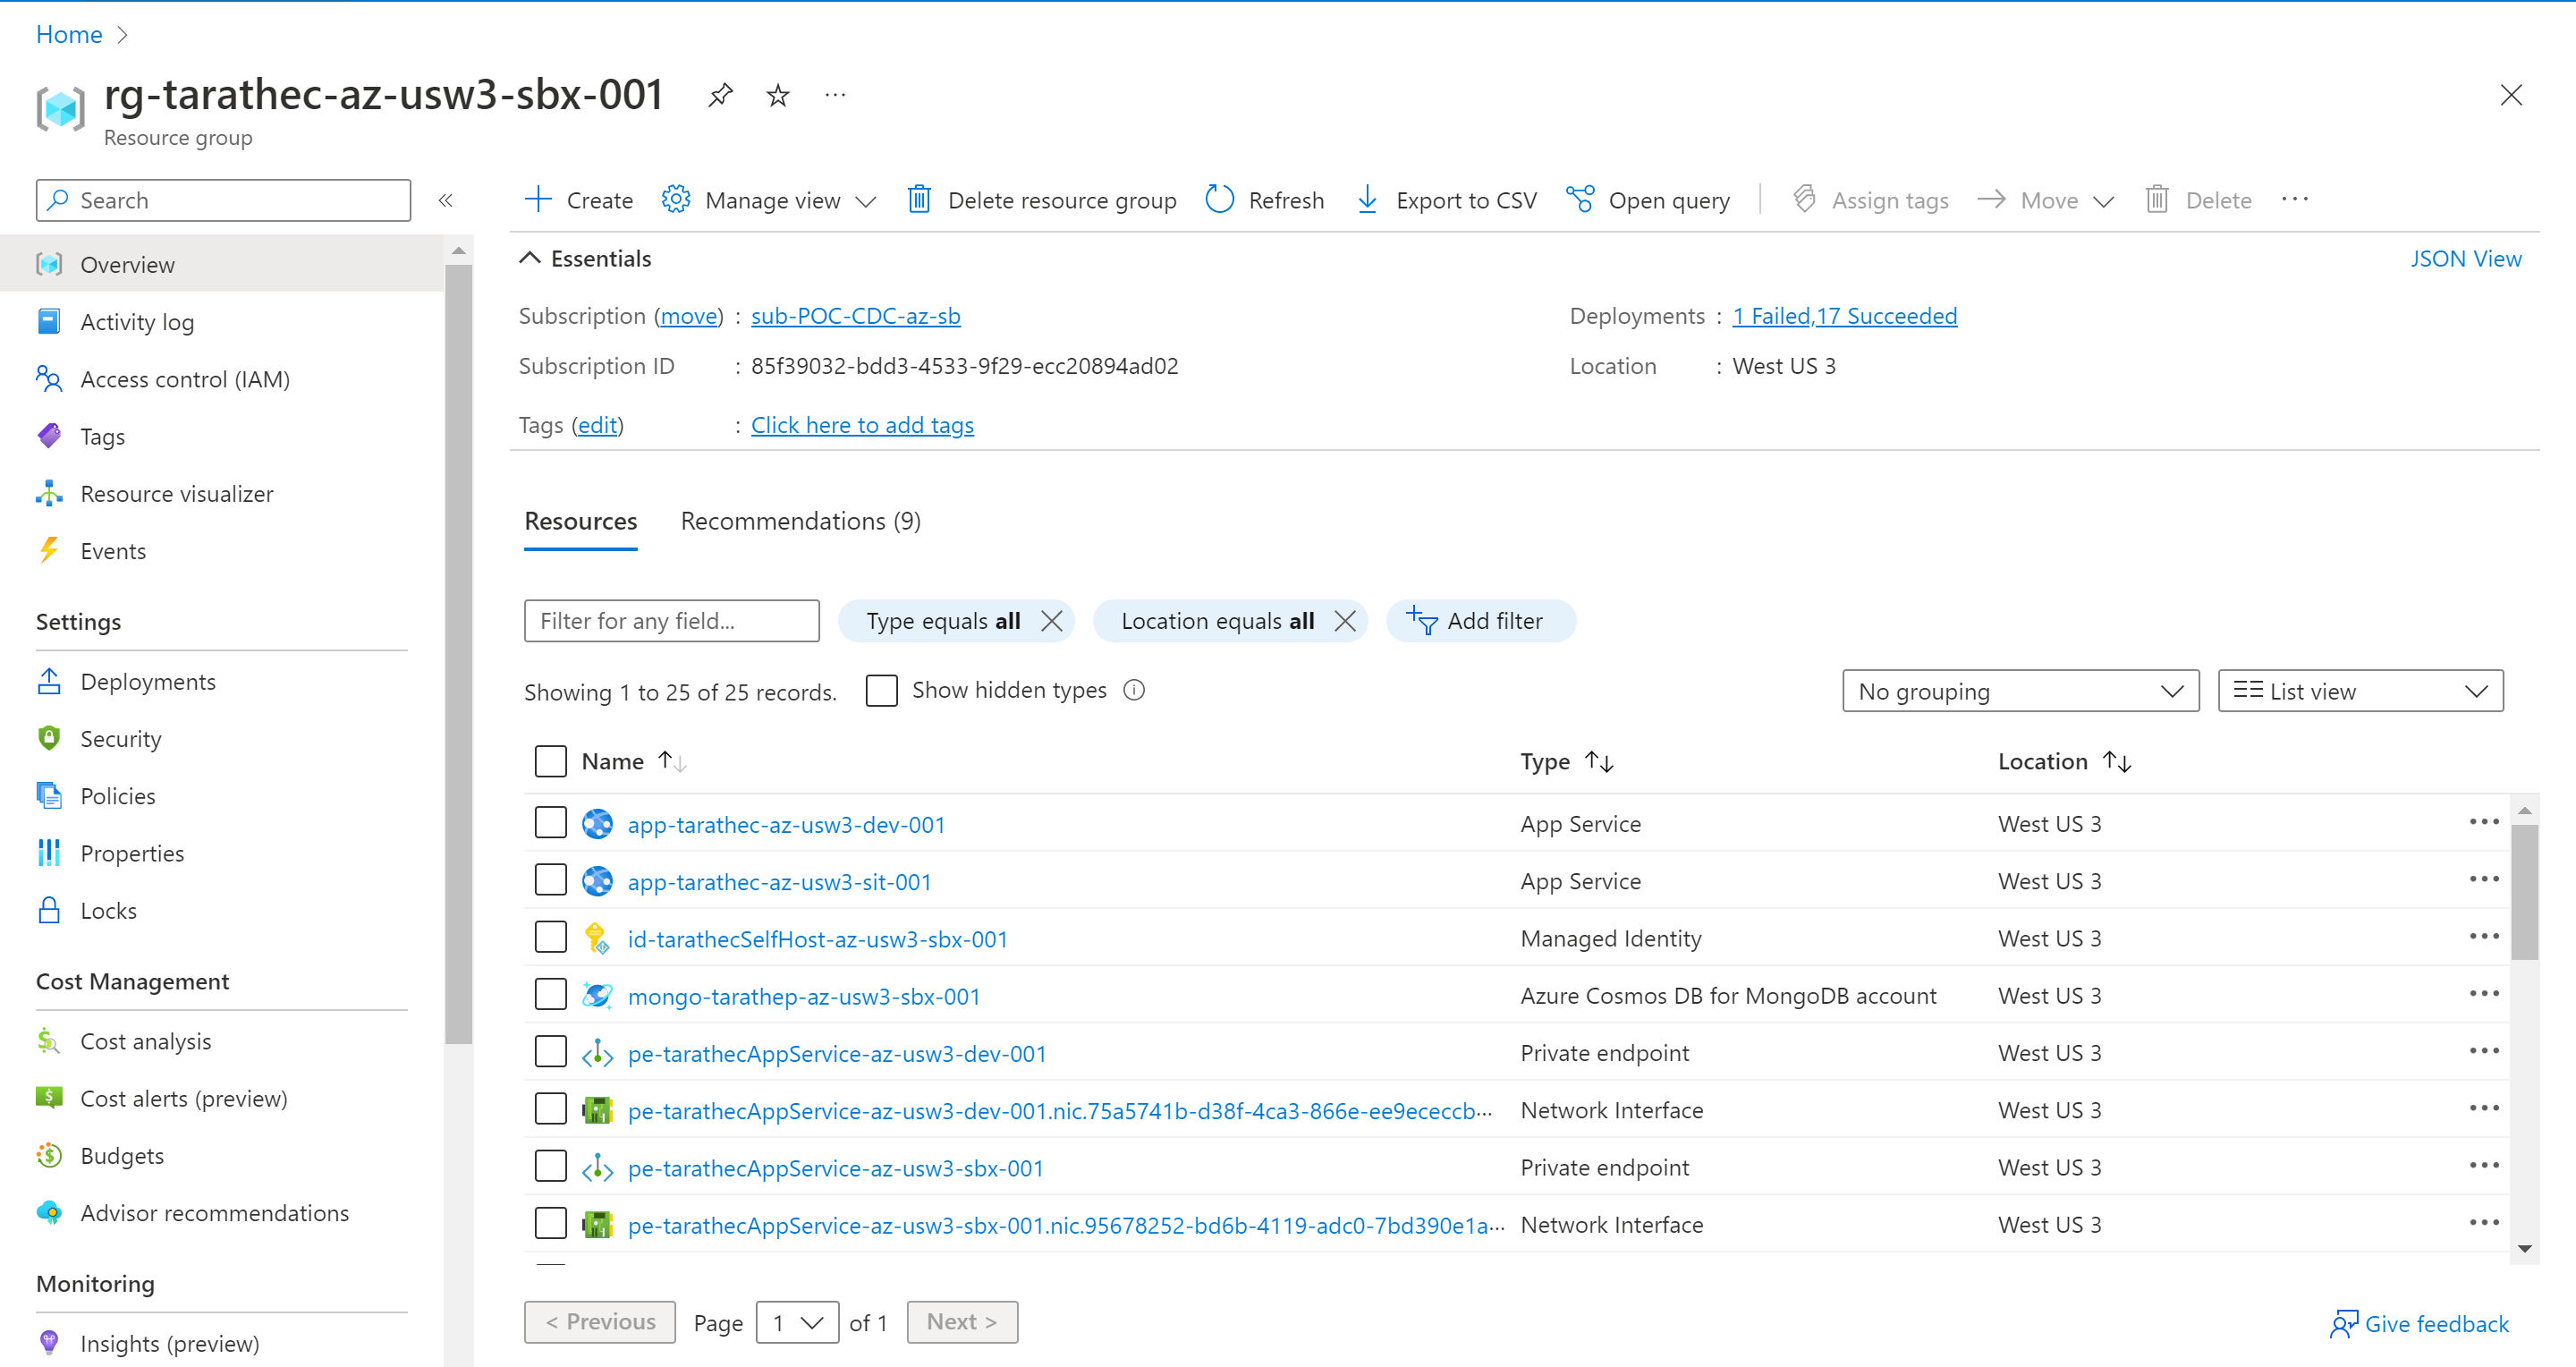 Home
rg-tarathec-az-usw3-sbx-001
Resource group
Search
Create
Manage view
Delete resource group
Refresh
Export to CSV
Open query
Assign tags
Move
Delete
Overview
Activity log
Access control (IAM)
Tags
Resource visualizer
Events
Settings
Deployments
Security
Policies
Properties
Locks
Cost Management
Cost analysis
Cost alerts (preview)
Budgets
Advisor recommendations
Monitoring
Insights (preview)
Essentials
JSON View
Subscription (move) : sub-POC-CDC-az-sb
Deployments : 1 Failed,17 Succeeded
Subscription ID : 85f39032-bdd3-4533-9f29-ecc20894ad02
Location : West US 3
Tags (edit) : Click here to add tags
Resources
Recommendations (9)
Filter for any field...
Type equals all
Location equals all
Add filter
Showing 1 to 25 of 25 records.
Show hidden types
No grouping
List view
Name Type Location
app-tarathec-az-usw3-dev-001 App Service West US 3
app-tarathec-az-usw3-sit-001 App Service West US 3
id-tarathecSelfHost-az-usw3-sbx-001 Managed Identity West US 3
mongo-tarathep-az-usw3-sbx-001 Azure Cosmos DB for MongoDB account West US 3
pe-tarathecAppService-az-usw3-dev-001 Private endpoint West US 3
pe-tarathecAppService-az-usw3-dev-001.nic.75a5741b-d38f-4ca3-866e-ee9ececcb... Network Interface West US 3
pe-tarathecAppService-az-usw3-sbx-001 Private endpoint West US 3
pe-tarathecAppService-az-usw3-sbx-001.nic.95678252-bd6b-4119-adc0-7bd390e1a... Network Interface West US 3
< Previous
Page 1 of 1
Next >
Give feedback